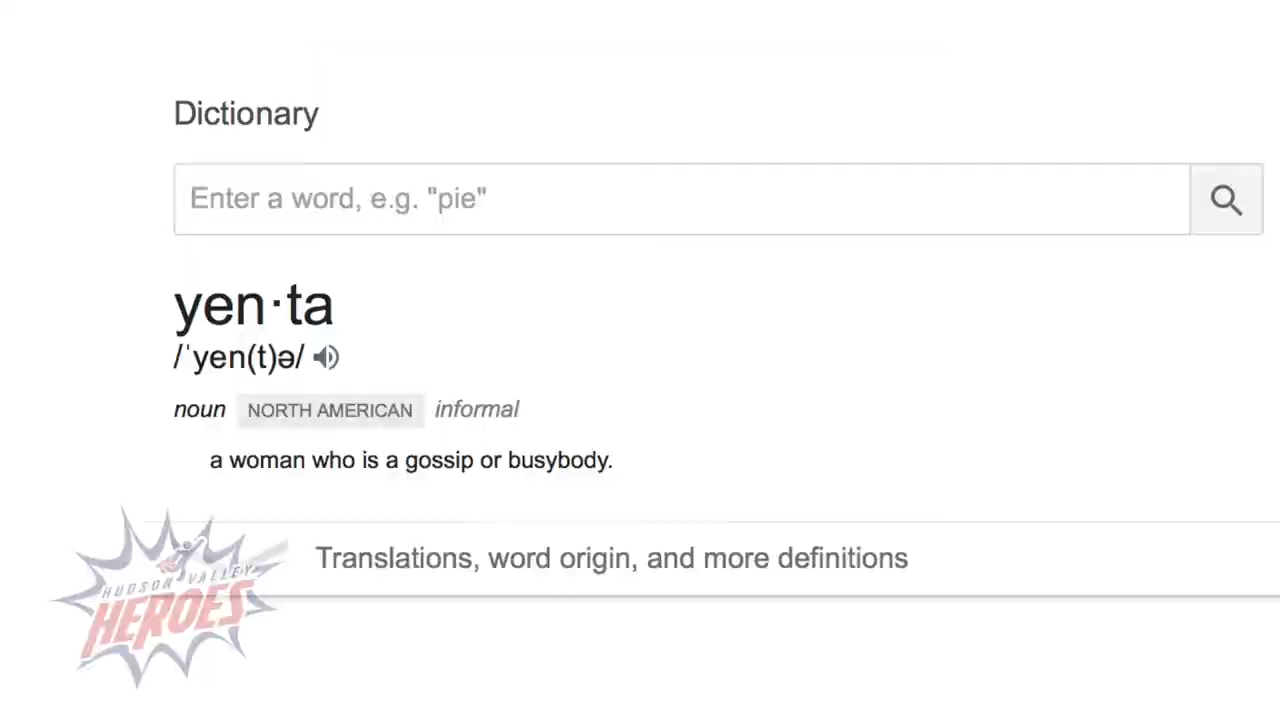 Dictionary
Enter a word, e.g. "pie"
yen·ta
/ˈyen(t)ə/
noun NORTH AMERICAN informal
a woman who is a gossip or busybody.
Translations, word origin, and more definitions
HUDSON VALLEY
HEROES